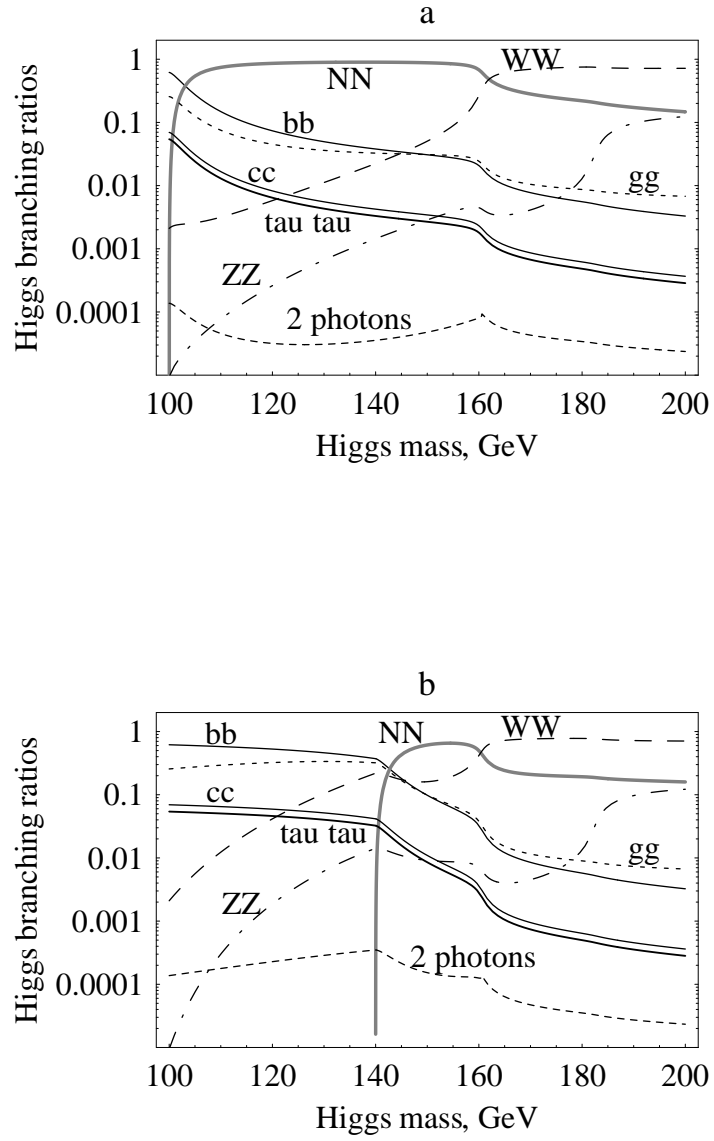 a
Higgs branching ratios
1
0.1
0.01
0.001
0.0001
NN
WW
bb
cc
gg
tau tau
ZZ
2 photons
100 120 140 160 180 200
Higgs mass, GeV
b
Higgs branching ratios
1
0.1
0.01
0.001
0.0001
bb
NN
WW
cc
tau tau
gg
ZZ
2 photons
100 120 140 160 180 200
Higgs mass, GeV